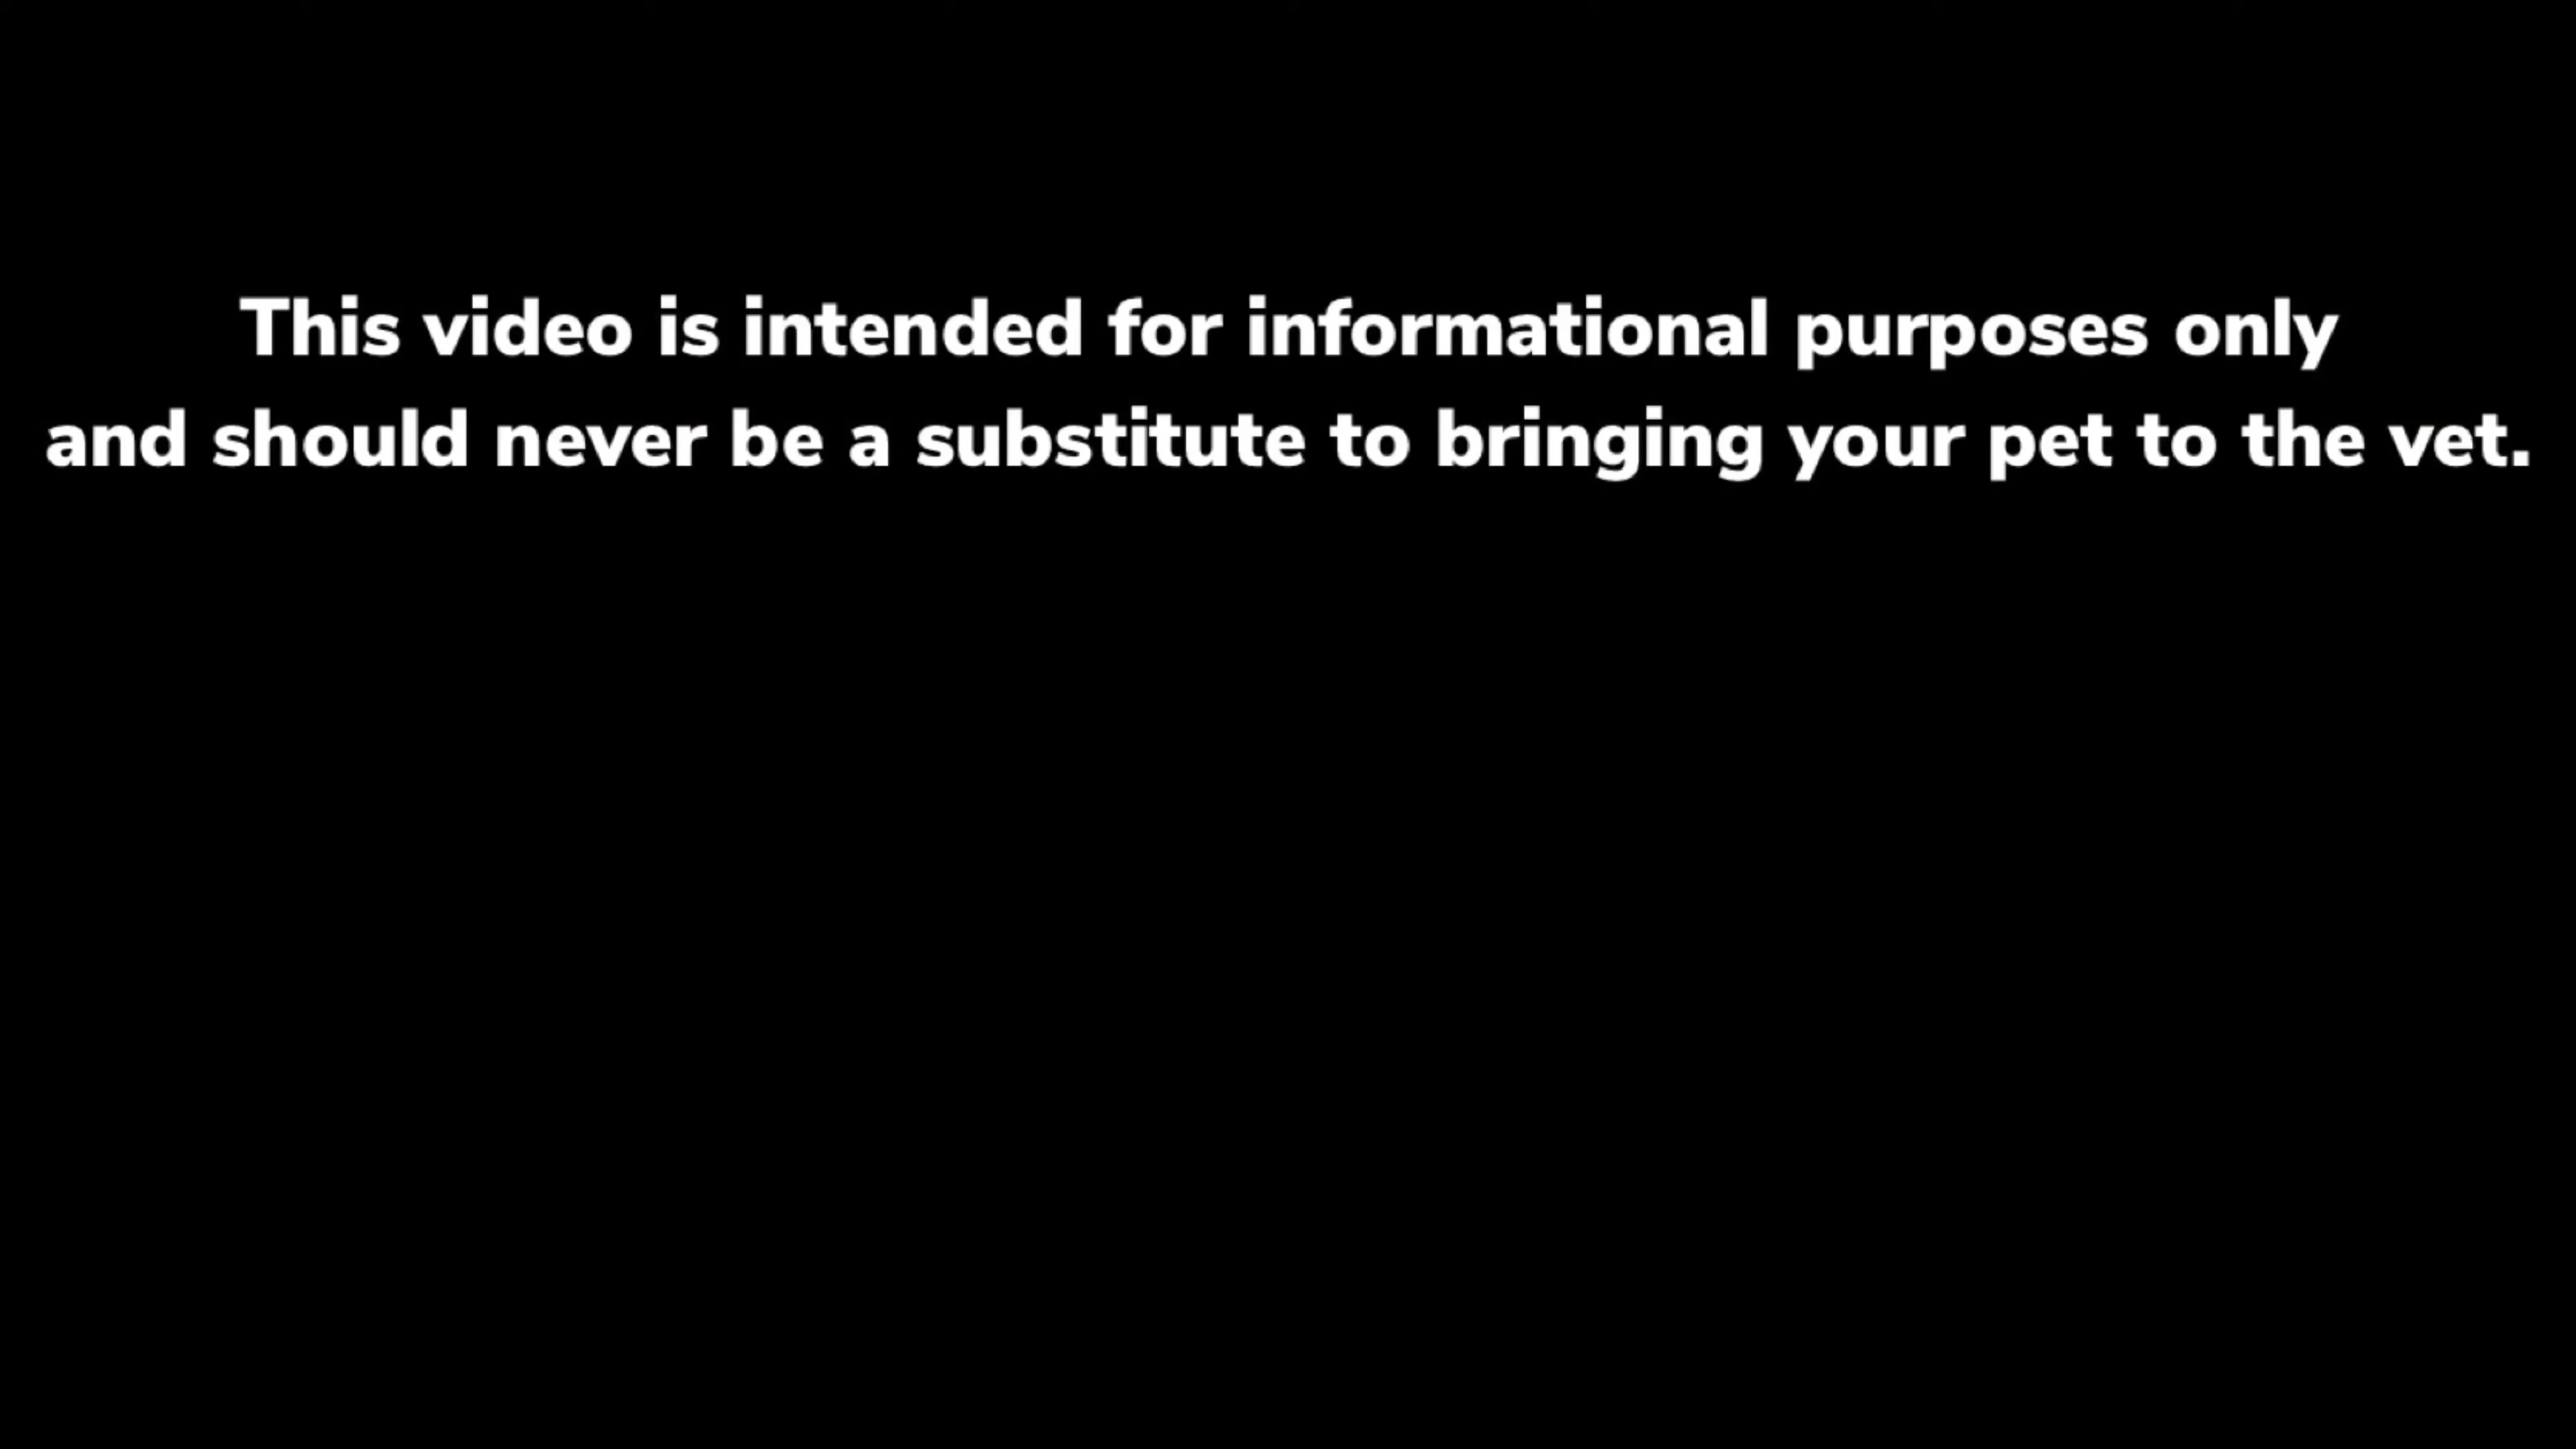 This video is intended for informational purposes only
and should never be a substitute to bringing your pet to the vet.